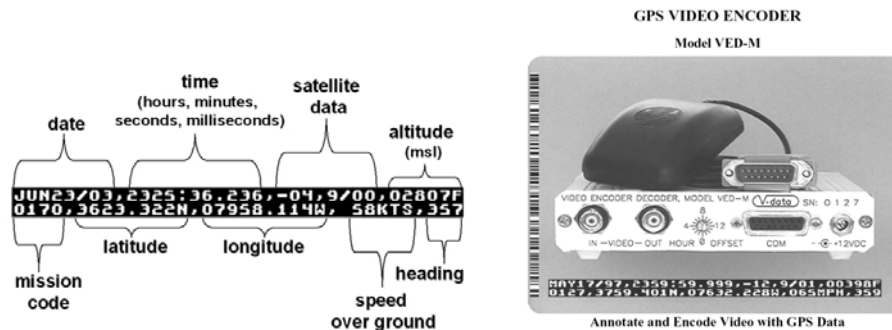 time
(hours, minutes,
seconds, milliseconds)
satellite
data
date
altitude
(msl)
JUN23/03,2325:36.236,-04,9/00,02807F
0170,3623.322N,07958.114W, 58KTS,357
latitude
longitude
mission
code
heading
speed
over ground
GPS VIDEO ENCODER
Model VED-M
VIDEO ENCODER DECODER, MODEL VED-M V-data SN: 0127
8
4 12
IN -VIDEO- OUT HOUR 0 OFFSET COM +12VDC
MAY17/97,2359:59.999,-12,9/01,00398F
0127,3759.401N,07632.228W,065MPH,359
Annotate and Encode Video with GPS Data